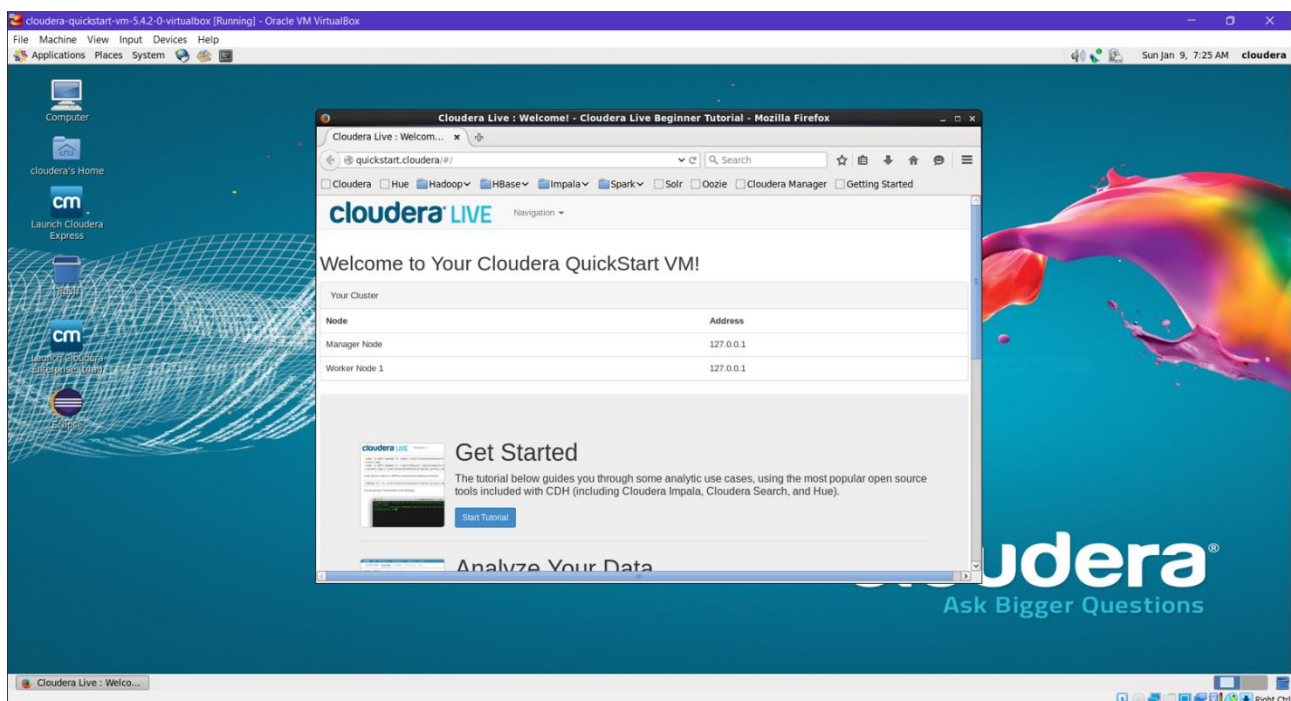 cloudera-quickstart-vm-5.4.2-0-virtualbox [Running] - Oracle VM VirtualBox
File Machine View Input Devices Help
Applications Places System Sun Jan 9, 7:25 AM cloudera
Computer
cloudera's Home
Launch Cloudera
Express
Launch Cloudera
Enterprise (trial)
Eclipse
Cloudera Live : Welcome! - Cloudera Live Beginner Tutorial - Mozilla Firefox
Cloudera Live : Welcom...
quickstart.cloudera/#/ Search
Cloudera Hue Hadoop HBase Impala Spark Solr Oozie Cloudera Manager Getting Started
cloudera LIVE Navigation
Welcome to Your Cloudera QuickStart VM!
Your Cluster
Node Address
Manager Node 127.0.0.1
Worker Node 1 127.0.0.1
Get Started
The tutorial below guides you through some analytic use cases, using the most popular open source
tools included with CDH (including Cloudera Impala, Cloudera Search, and Hue).
Start Tutorial
Analyze Your Data
cloudera®
Ask Bigger Questions
Cloudera Live : Welco...
Right Ctrl